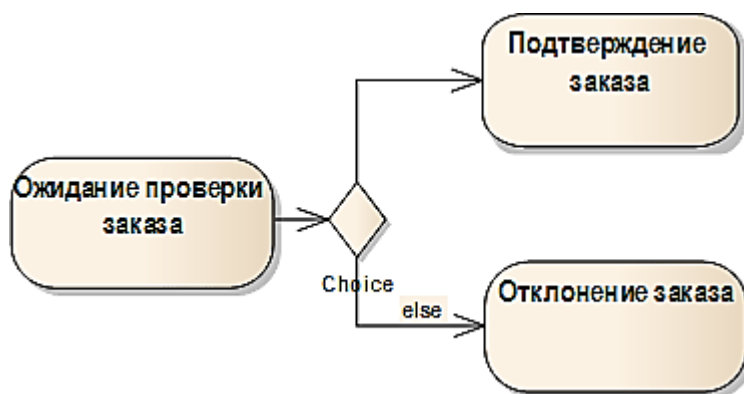 Подтверждение
заказа
Ожидание проверки
заказа
Choice
else
Отклонение заказа